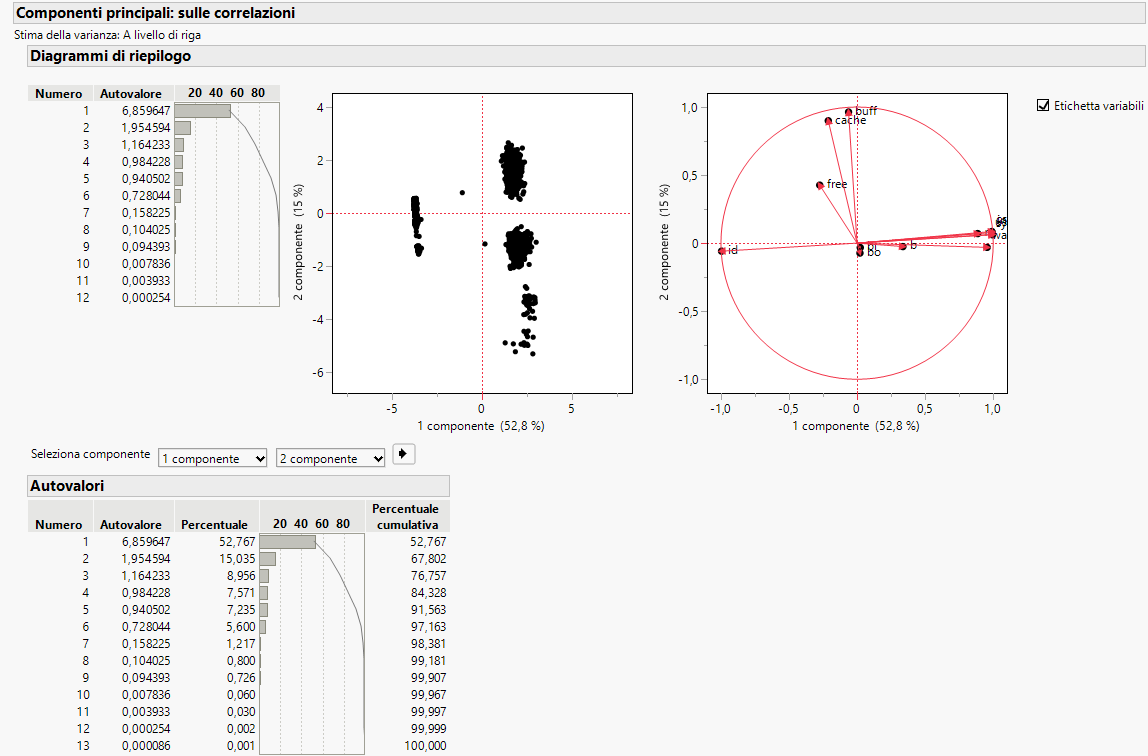 Componenti principali: sulle correlazioni
Stima della varianza: A livello di riga
Diagrammi di riepilogo
Numero Autovalore 20 40 60 80
1 6,859647
2 1,954594
3 1,164233
4 0,984228
5 0,940502
6 0,728044
7 0,158225
8 0,104025
9 0,094393
10 0,007836
11 0,003933
12 0,000254
2 componente (15 %)
4
2
0
-2
-4
-6
-5 0 5
1 componente (52,8 %)
2 componente (15 %)
1,0
0,5
0
-0,5
-1,0
buff
cache
free
id
b
bo
-1,0 -0,5 0 0,5 1,0
1 componente (52,8 %)
Etichetta variabili
Seleziona componente 1 componente 2 componente
Autovalori
Numero Autovalore Percentuale 20 40 60 80 Percentuale cumulativa
1 6,859647 52,767 52,767
2 1,954594 15,035 67,802
3 1,164233 8,956 76,757
4 0,984228 7,571 84,328
5 0,940502 7,235 91,563
6 0,728044 5,600 97,163
7 0,158225 1,217 98,381
8 0,104025 0,800 99,181
9 0,094393 0,726 99,907
10 0,007836 0,060 99,967
11 0,003933 0,030 99,997
12 0,000254 0,002 99,999
13 0,000086 0,001 100,000